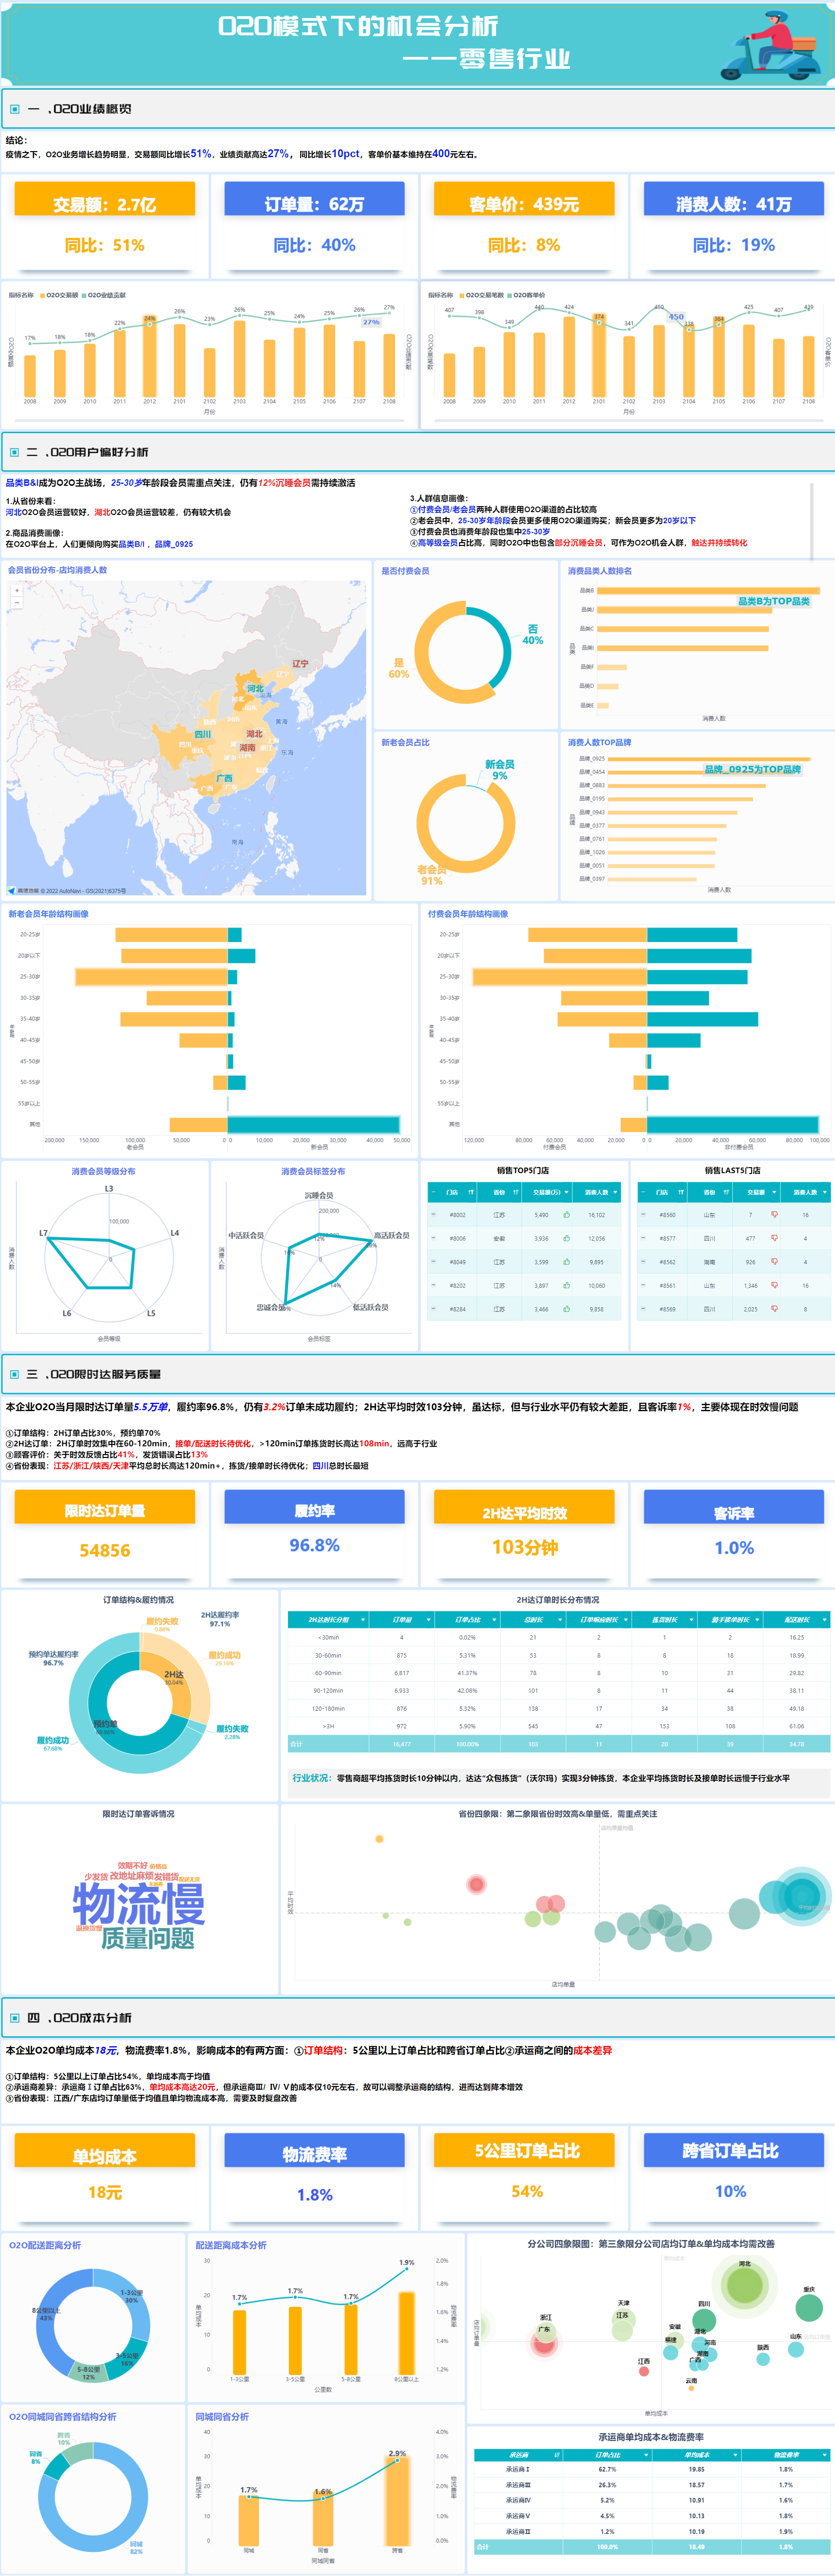 O2O模式下的机会分析
——零售行业
一 、O2O业绩概览
结论：
疫情之下，O2O业务增长趋势明显，交易额同比增长51%，业绩贡献高达27%， 同比增长10pct，客单价基本维持在400元左右。
交易额：2.7亿
同比：51%
订单量：62万
同比：40%
客单价：439元
同比：8%
消费人数：41万
同比：19%
指标名称 O2O交易额 O2O业绩贡献
17% 18% 18% 22% 24% 26% 23% 26% 25% 24% 25% 26% 27%
27%
2008 2009 2010 2011 2012 2101 2102 2103 2104 2105 2106 2107 2108
月份
指标名称 O2O交易笔数 O2O客单价
407 398 349 440 424 374 341 450 338 364 425 407 439
450
2008 2009 2010 2011 2012 2101 2102 2103 2104 2105 2106 2107 2108
月份
二 、O2O用户偏好分析
品类B&I成为O2O主战场，25-30岁年龄段会员需重点关注，仍有12%沉睡会员需持续激活
1.从省份来看：
河北O2O会员运营较好，湖北O2O会员运营较差，仍有较大机会
2.商品消费画像：
在O2O平台上，人们更倾向购买品类B/I ，品牌_0925
3.人群信息画像：
①付费会员/老会员两种人群使用O2O渠道的占比较高
②老会员中，25-30岁年龄段会员更多使用O2O渠道购买；新会员更多为20岁以下
③付费会员也消费年龄段也集中25-30岁
④高等级会员占比高，同时O2O中也包含部分沉睡会员，可作为O2O机会人群，触达并持续转化
会员省份分布-店均消费人数
辽宁
河北
四川
湖北
湖南
广西
黄海
东海
南海
高德地图 © 2022 AutoNavi - GS(2021)6375号
是否付费会员
否
40%
是
60%
新老会员占比
新会员
9%
老会员
91%
消费品类人数排名
品类B为TOP品类
品类
消费人数
消费人数TOP品牌
品牌_0925
品牌_0454
品牌_0883
品牌_0195
品牌_0943
品牌_0377
品牌_0761
品牌_1026
品牌_0051
品牌_0397
品牌_0925为TOP品牌
品牌
消费人数
新老会员年龄结构画像
20-25岁
20岁以下
25-30岁
30-35岁
35-40岁
40-45岁
45-50岁
50-55岁
55岁以上
其他
200,000 150,000 100,000 50,000 0 0 10,000 20,000 30,000 40,000 50,000
老会员 新会员
付费会员年龄结构画像
20-25岁
20岁以下
25-30岁
30-35岁
35-40岁
40-45岁
45-50岁
50-55岁
55岁以上
其他
120,000 80,000 60,000 40,000 20,000 0 0 20,000 40,000 60,000 80,000 100,000
付费会员 非付费会员
消费会员等级分布
L3
L7 L4
100,000
0
L6 L5
消费人数
会员等级
消费会员标签分布
沉睡会员
200,000
中活跃会员 高活跃会员
12%
0
14%
忠诚会员 低活跃会员
消费人数
会员标签
销售TOP5门店
门店 省份 交易额(万) 消费人数
#8002 江苏 5,490 16,102
#8006 安徽 3,936 12,056
#8049 江苏 3,599 9,895
#8202 江苏 3,897 10,060
#8284 江苏 3,466 9,858
销售LAST5门店
门店 省份 交易额 消费人数
#8560 山东 7 16
#8577 四川 477 4
#8562 湖南 926 4
#8561 山东 1,346 16
#8569 四川 2,025 8
三 、O2O限时达服务质量
本企业O2O当月限时达订单量5.5万单，履约率96.8%，仍有3.2%订单未成功履约；2H达平均时效103分钟，虽达标，但与行业水平仍有较大差距，且客诉率1%，主要体现在时效慢问题
①订单结构：2H订单占比30%，预约单70%
②2H达订单：2H订单时效集中在60-120min，接单/配送时长待优化，>120min订单拣货时长高达108min，远高于行业
③顾客评价：关于时效反馈占比41%，发货错误占比13%
④省份表现：江苏/浙江/陕西/天津平均总时长高达120min+，拣货/接单时长待优化；四川总时长最短
限时达订单量
54856
履约率
96.8%
2H达平均时效
103分钟
客诉率
1.0%
订单结构&履约情况
履约失败
0.88%
2H达履约率
97.1%
预约单达履约率
96.7%
履约成功
29.16%
2H达
30.04%
预约单
履约成功
67.68%
履约失败
2.28%
2H达订单时长分布情况
2H达时长分组 订单量 订单占比 总时长 订单响应时长 拣货时长 骑手接单时长 配送时长
<30min 4 0.02% 21 2 1 2 16.25
30-60min 875 5.31% 53 8 8 18 18.99
60-90min 6,817 41.37% 78 8 10 31 29.82
90-120min 6,933 42.08% 101 8 11 44 38.11
120-180min 876 5.32% 138 17 34 38 49.18
>3H 972 5.90% 545 47 153 108 61.06
合计 16,477 100.00% 103 11 20 39 34.78
行业状况：零售商超平均拣货时长10分钟以内，达达“众包拣货”（沃尔玛）实现3分钟拣货，本企业平均拣货时长及接单时长远慢于行业水平
限时达订单客诉情况
效期不好
少发货 改地址麻烦 发错货
物流慢
质量问题
省份四象限：第二象限省份时效高&单量低，需重点关注
店均单量均值
平均时效
店均单量
四 、O2O成本分析
本企业O2O单均成本18元，物流费率1.8%，影响成本的有两方面：①订单结构：5公里以上订单占比和跨省订单占比②承运商之间的成本差异
①订单结构：5公里以上订单占比54%，单均成本高于均值
②承运商差异：承运商Ⅰ订单占比63%，单均成本高达20元，但承运商Ⅲ/ Ⅳ/ Ⅴ的成本仅10元左右，故可以调整承运商的结构，进而达到降本增效
③省份表现：江西/广东店均订单量低于均值且单均物流成本高，需要及时复盘改善
单均成本
18元
物流费率
1.8%
5公里订单占比
54%
跨省订单占比
10%
O2O配送距离分析
8公里以上
43%
1-3公里
30%
3-5公里
16%
5-8公里
12%
配送距离成本分析
30 20 10 0
1.7% 1.7% 1.7% 1.9%
2.0% 1.8% 1.6% 1.4% 1.2%
单均成本
物流费率
1-3公里 3-5公里 5-8公里 8公里以上
公里数
分公司四象限图：第三象限分公司店均订单&单均成本均需改善
河北
重庆
天津
四川
浙江
江苏
广东
安徽
湖北
福建
河南
山东
湖南
陕西
广西
江西
云南
店均订单量
单均成本
O2O同城同省跨省结构分析
跨省
10%
同省
8%
同城
82%
同城同省分析
40 30 20 10 0
1.7% 1.6% 2.9%
4.0% 3.0% 2.0% 1.0% 0.0%
单均成本
物流费率
同城 同省 跨省
同城同省
承运商单均成本&物流费率
承运商 订单占比 单均成本 物流费率
承运商Ⅰ 62.7% 19.85 1.8%
承运商Ⅲ 26.3% 18.57 1.7%
承运商Ⅳ 5.2% 10.91 1.6%
承运商Ⅴ 4.5% 10.13 1.8%
承运商Ⅱ 1.2% 10.19 1.9%
合计 100.0% 18.49 1.8%